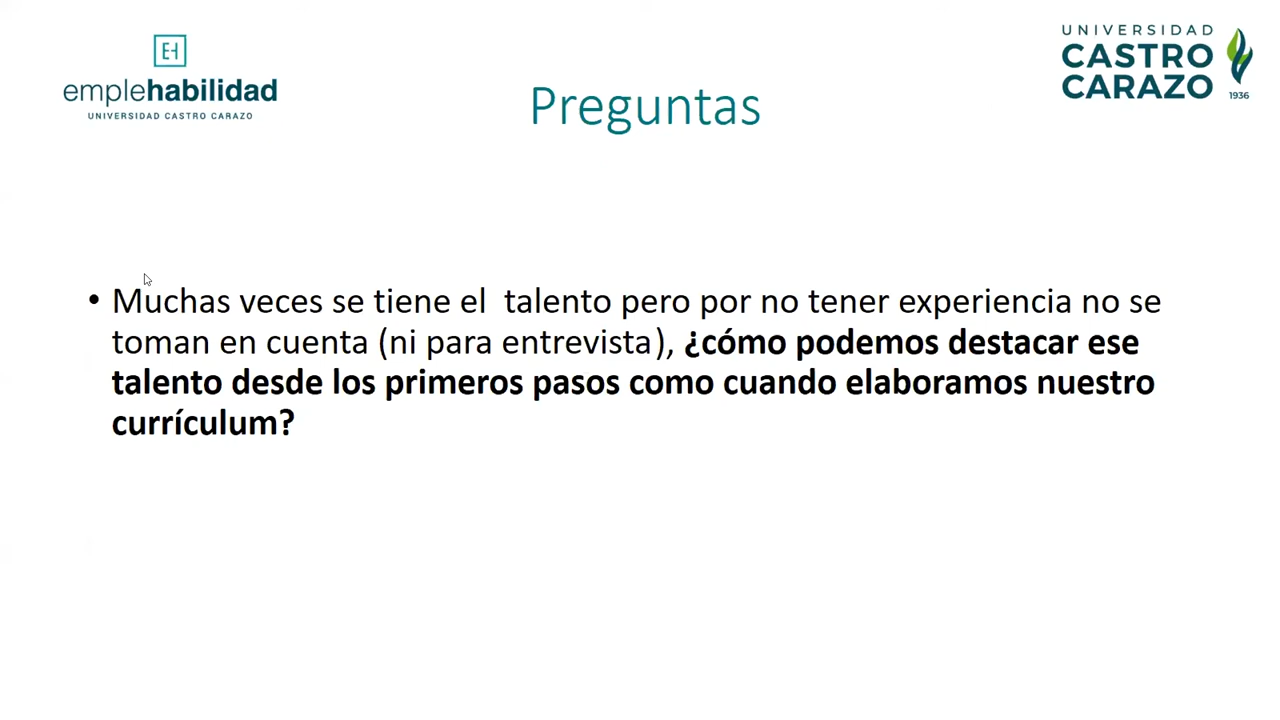 EH
emplehabilidad
UNIVERSIDAD CASTRO CARAZO
UNIVERSIDAD
CASTRO
CARAZO
1936
Preguntas
• Muchas veces se tiene el talento pero por no tener experiencia no se
toman en cuenta (ni para entrevista), ¿cómo podemos destacar ese
talento desde los primeros pasos como cuando elaboramos nuestro
currículum?